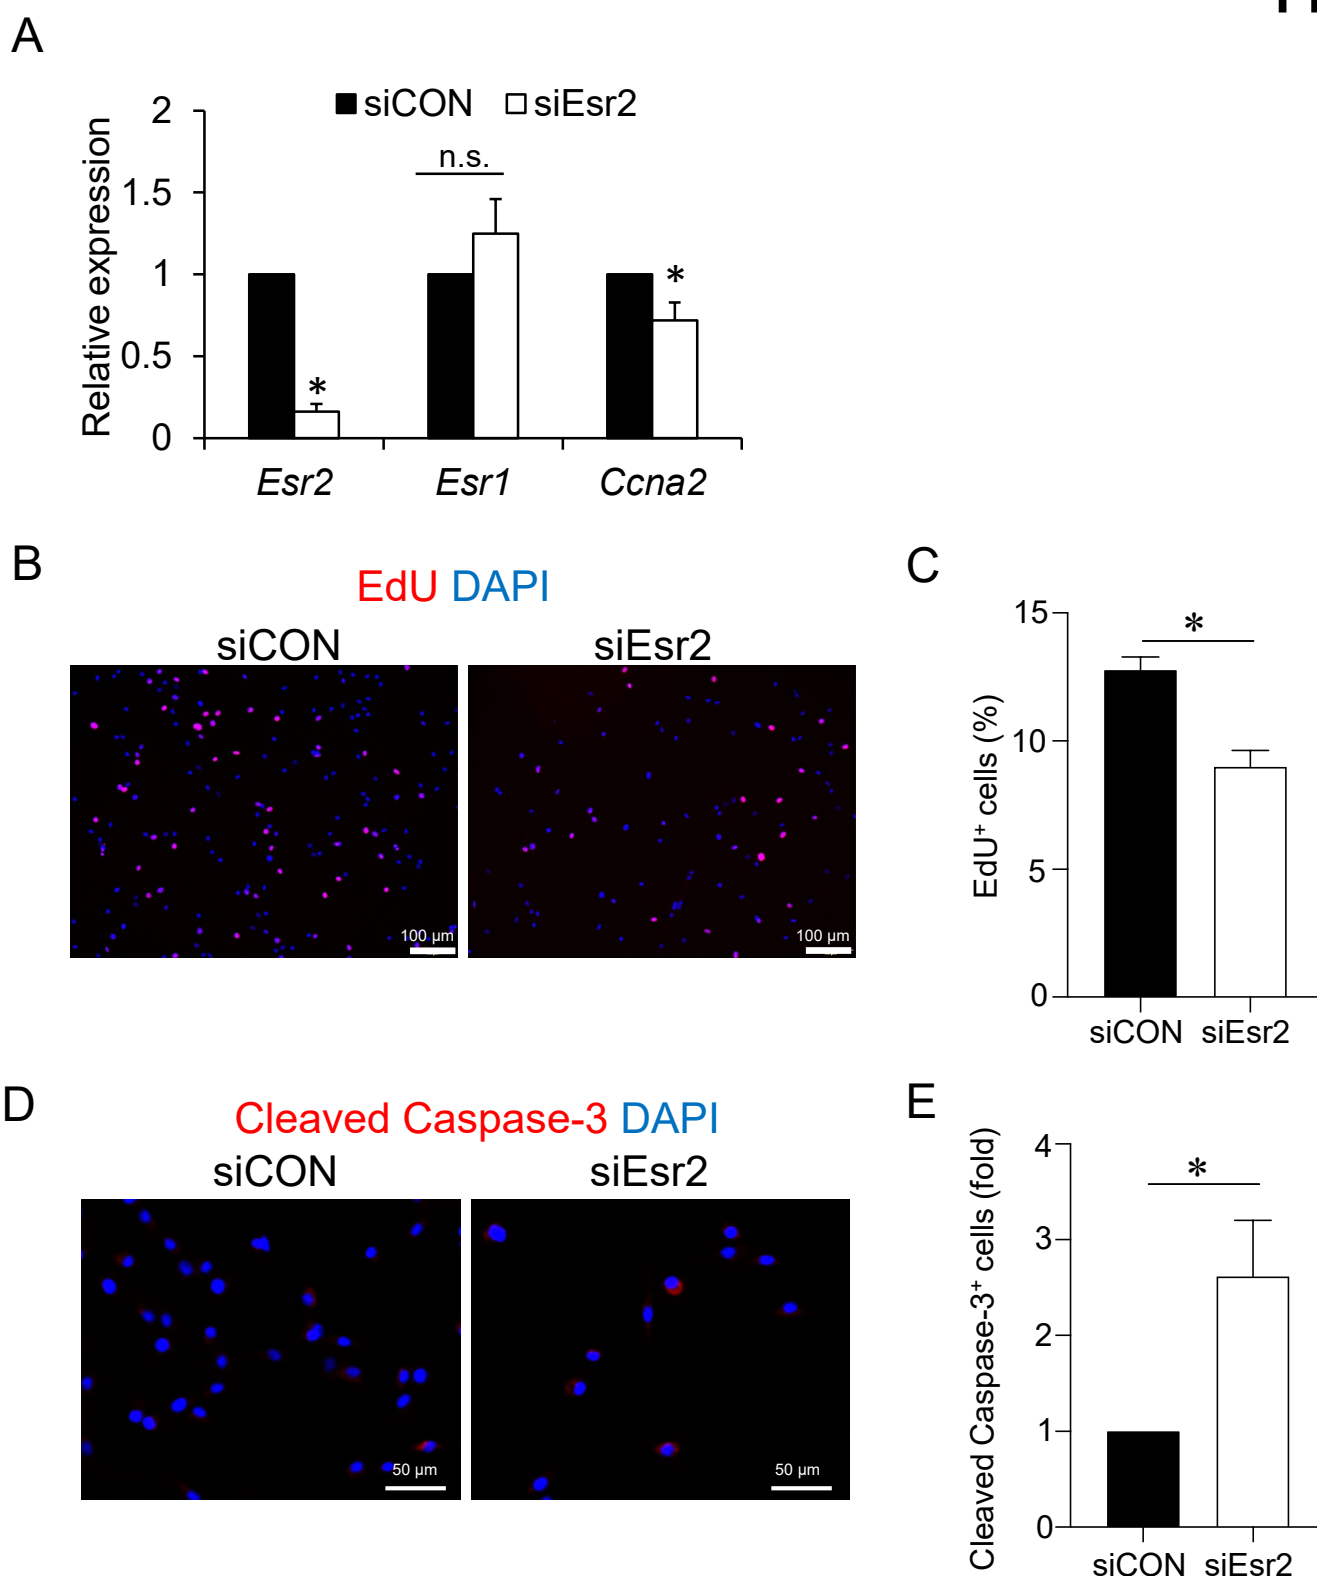 A
siCON siEsr2
Relative expression
2
1.5
1
0.5
0
n.s.
*
*
Esr2 Esr1 Ccna2
B
EdU DAPI
siCON siEsr2
100 µm
100 µm
C
EdU⁺ cells (%)
15
10
5
0
*
siCON siEsr2
D
Cleaved Caspase-3 DAPI
siCON siEsr2
50 µm
50 µm
E
Cleaved Caspase-3⁺ cells (fold)
4
3
2
1
0
*
siCON siEsr2